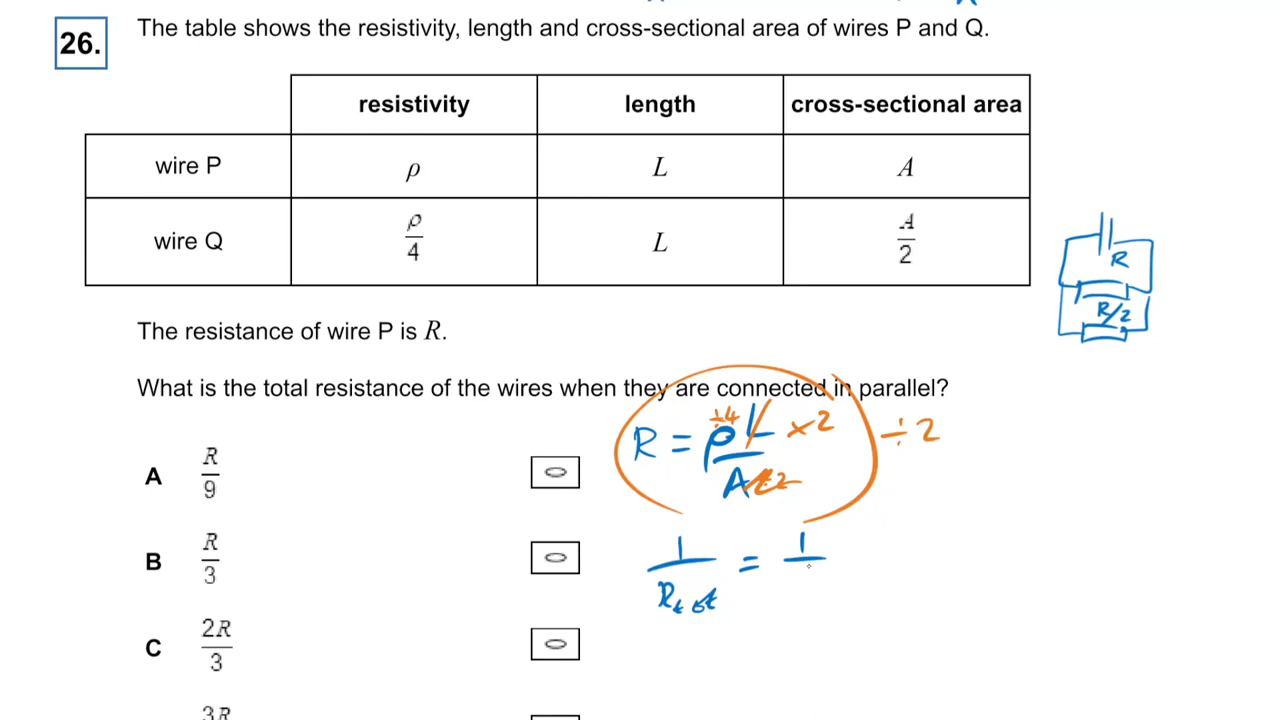 26. The table shows the resistivity, length and cross-sectional area of wires P and Q.
resistivity length cross-sectional area
wire P ρ L A
wire Q ρ/4 L A/2
R
R/2
The resistance of wire P is R.
What is the total resistance of the wires when they are connected in parallel?
R = ρL/A ÷4 ×2 ÷2
A R/9
1/Rtot = 1
B R/3
C 2R/3
3R